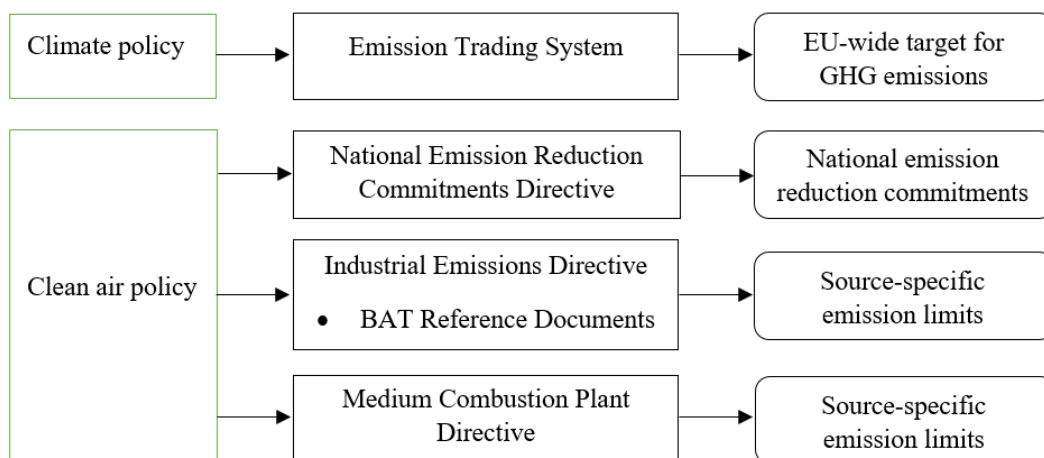 Climate policy
Emission Trading System
EU-wide target for
GHG emissions
National Emission Reduction
Commitments Directive
National emission
reduction commitments
Clean air policy
Industrial Emissions Directive
• BAT Reference Documents
Source-specific
emission limits
Medium Combustion Plant
Directive
Source-specific
emission limits